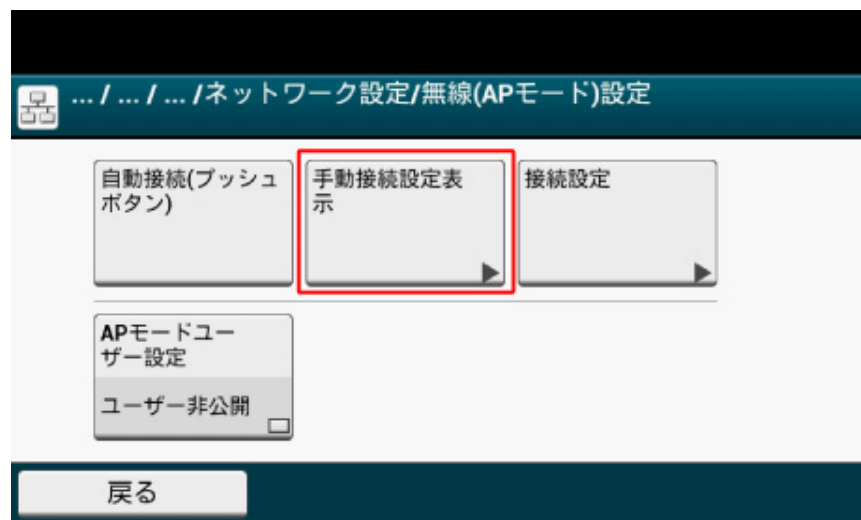 ... / ... / ... /ネットワーク設定/無線(APモード)設定
自動接続(プッシュ
ボタン)
手動接続設定表
示
接続設定
APモードユー
ザー設定
ユーザー非公開
戻る